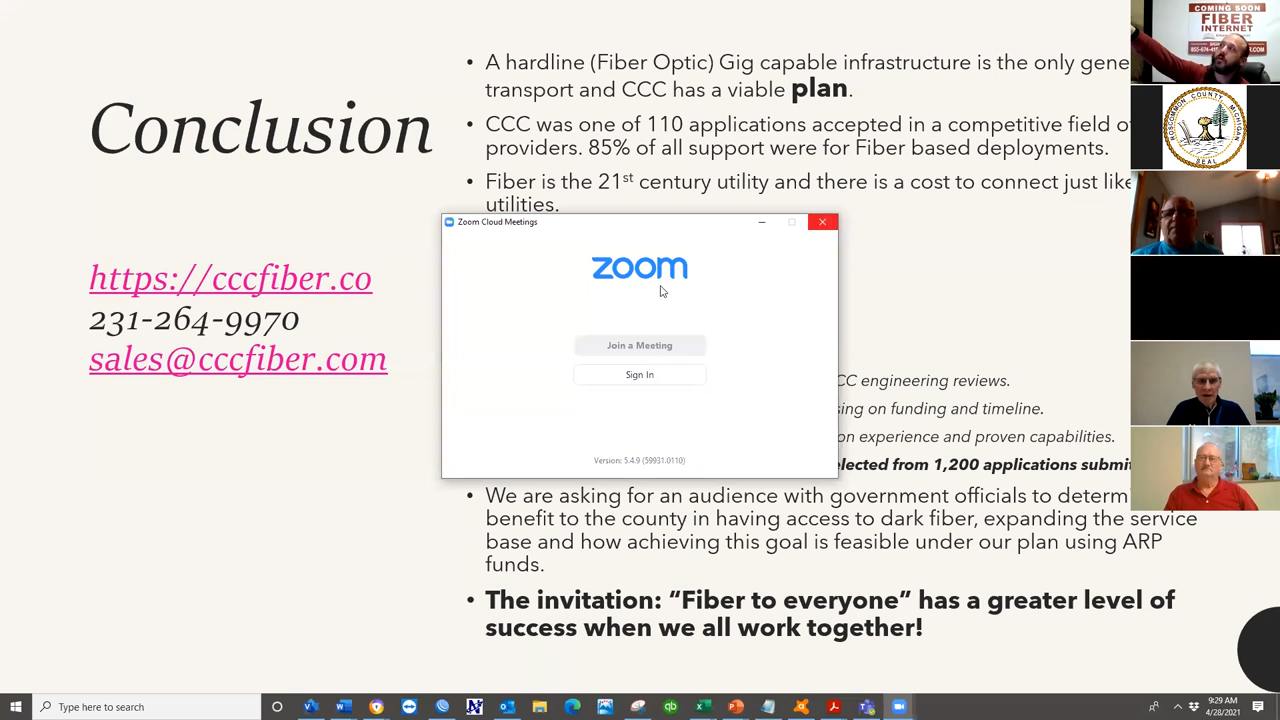 Conclusion
https://cccfiber.co
231-264-9970
sales@cccfiber.com
• A hardline (Fiber Optic) Gig capable infrastructure is the only gene
transport and CCC has a viable plan.
• CCC was one of 110 applications accepted in a competitive field o
providers. 85% of all support were for Fiber based deployments.
• Fiber is the 21st century utility and there is a cost to connect just like
utilities.
CC engineering reviews.
sing on funding and timeline.
on experience and proven capabilities.
elected from 1,200 applications submit
• We are asking for an audience with government officials to determi
benefit to the county in having access to dark fiber, expanding the service
base and how achieving this goal is feasible under our plan using ARP
funds.
• The invitation: “Fiber to everyone” has a greater level of
success when we all work together!
Zoom Cloud Meetings
zoom
Join a Meeting
Sign In
Version: 5.4.9 (59931.0110)
COMING SOON
FIBER
INTERNET
ROSCOMMON COUNTY MICHIGAN
SEAL
Type here to search
9:29 AM
4/28/2021